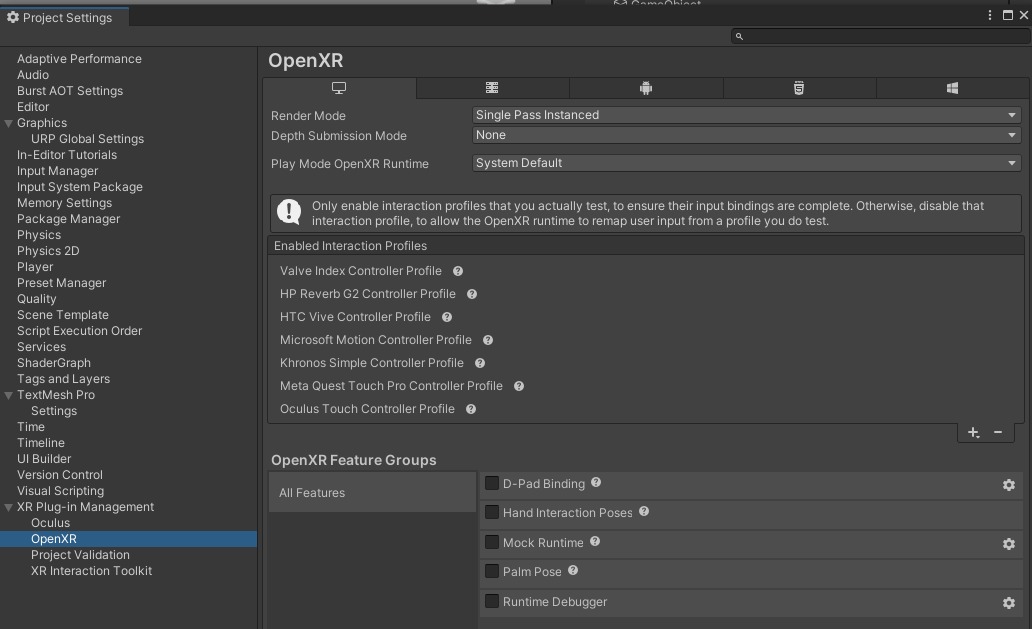 GameObject
Project Settings
Adaptive Performance
Audio
Burst AOT Settings
Editor
Graphics
URP Global Settings
In-Editor Tutorials
Input Manager
Input System Package
Memory Settings
Package Manager
Physics
Physics 2D
Player
Preset Manager
Quality
Scene Template
Script Execution Order
Services
ShaderGraph
Tags and Layers
TextMesh Pro
Settings
Time
Timeline
UI Builder
Version Control
Visual Scripting
XR Plug-in Management
Oculus
OpenXR
Project Validation
XR Interaction Toolkit
OpenXR
Render Mode Single Pass Instanced
Depth Submission Mode None
Play Mode OpenXR Runtime System Default
Only enable interaction profiles that you actually test, to ensure their input bindings are complete. Otherwise, disable that
interaction profile, to allow the OpenXR runtime to remap user input from a profile you do test.
Enabled Interaction Profiles
Valve Index Controller Profile
HP Reverb G2 Controller Profile
HTC Vive Controller Profile
Microsoft Motion Controller Profile
Khronos Simple Controller Profile
Meta Quest Touch Pro Controller Profile
Oculus Touch Controller Profile
OpenXR Feature Groups
All Features
D-Pad Binding
Hand Interaction Poses
Mock Runtime
Palm Pose
Runtime Debugger